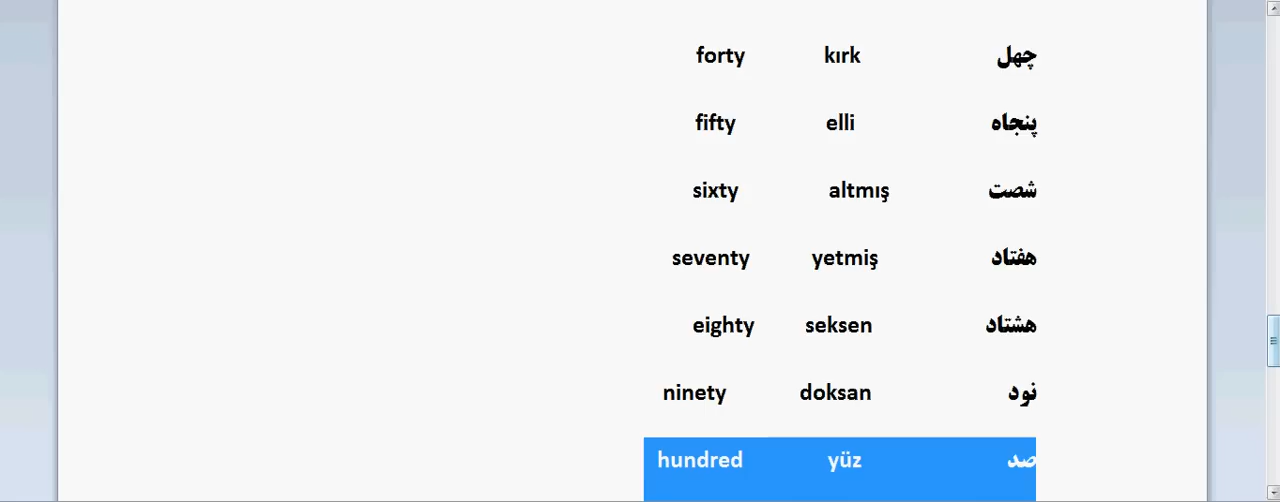 forty kırk چهل
fifty elli پنجاه
sixty altmış شصت
seventy yetmiş هفتاد
eighty seksen هشتاد
ninety doksan نود
hundred yüz صد